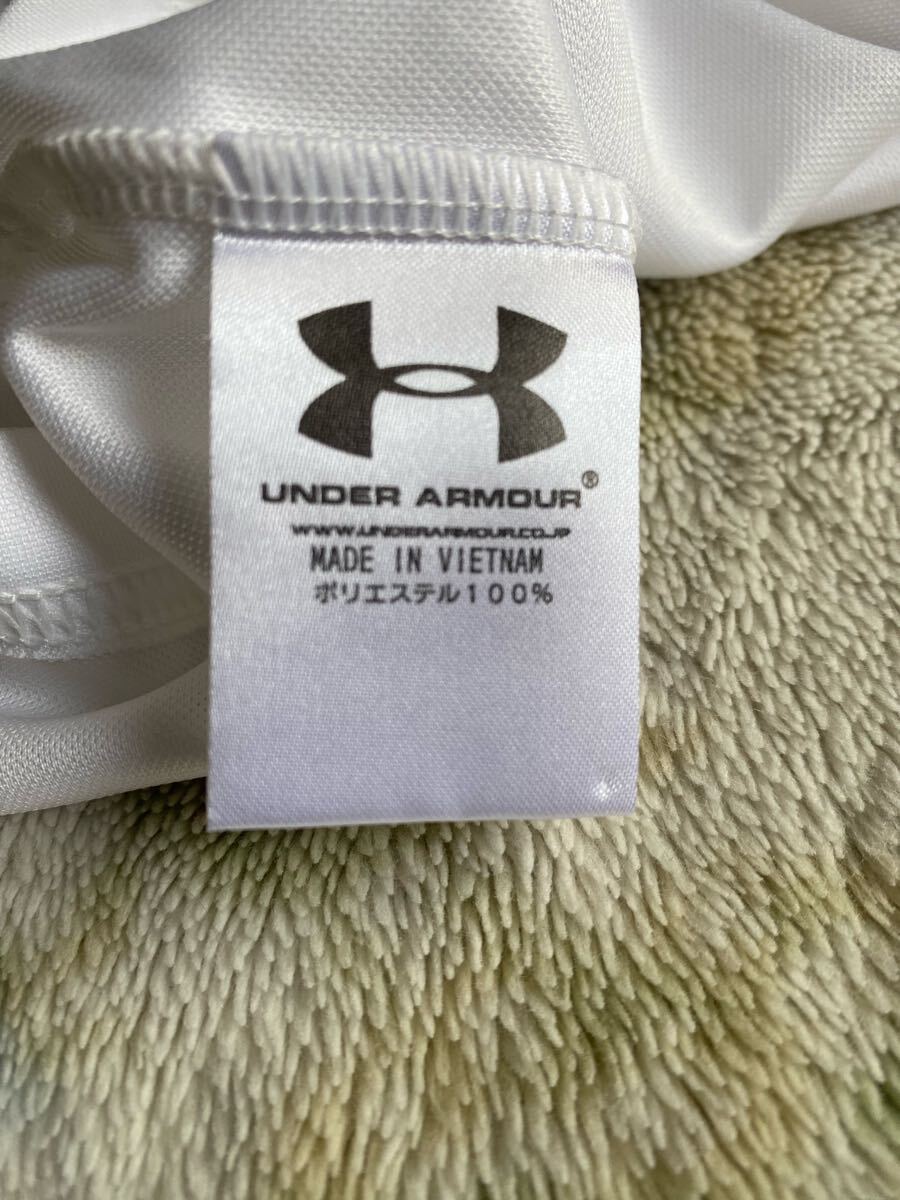 UNDER ARMOUR®
WWW.UNDERARMOUR.CO.JP
MADE IN VIETNAM
ポリエステル100%